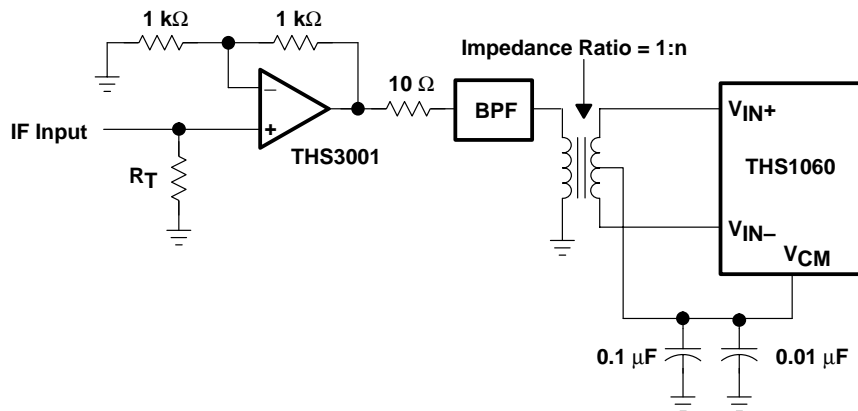 1 kΩ
1 kΩ
Impedance Ratio = 1:n
10 Ω
–
BPF
VIN+
IF Input
+
THS3001
THS1060
RT
VIN–
VCM
0.1 μF
0.01 μF